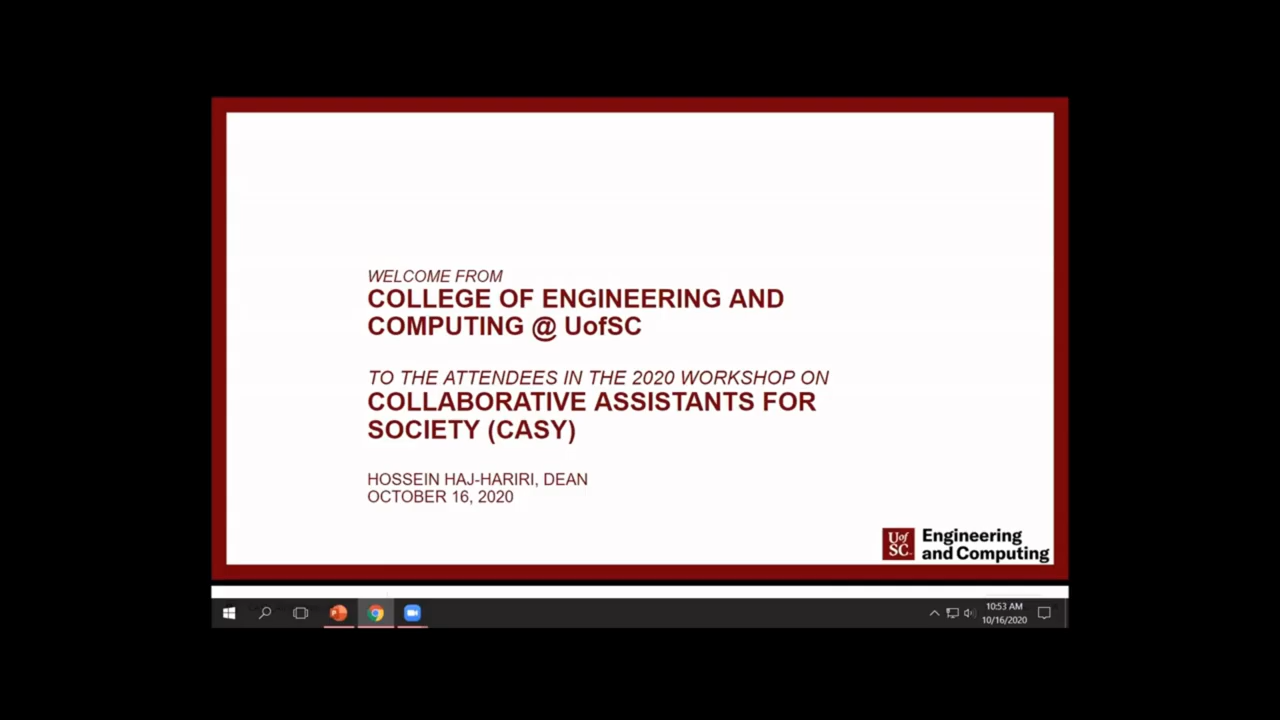 WELCOME FROM
COLLEGE OF ENGINEERING AND
COMPUTING @ UofSC
TO THE ATTENDEES IN THE 2020 WORKSHOP ON
COLLABORATIVE ASSISTANTS FOR
SOCIETY (CASY)
HOSSEIN HAJ-HARIRI, DEAN
OCTOBER 16, 2020
UofSC
Engineering
and Computing
10:53 AM
10/16/2020